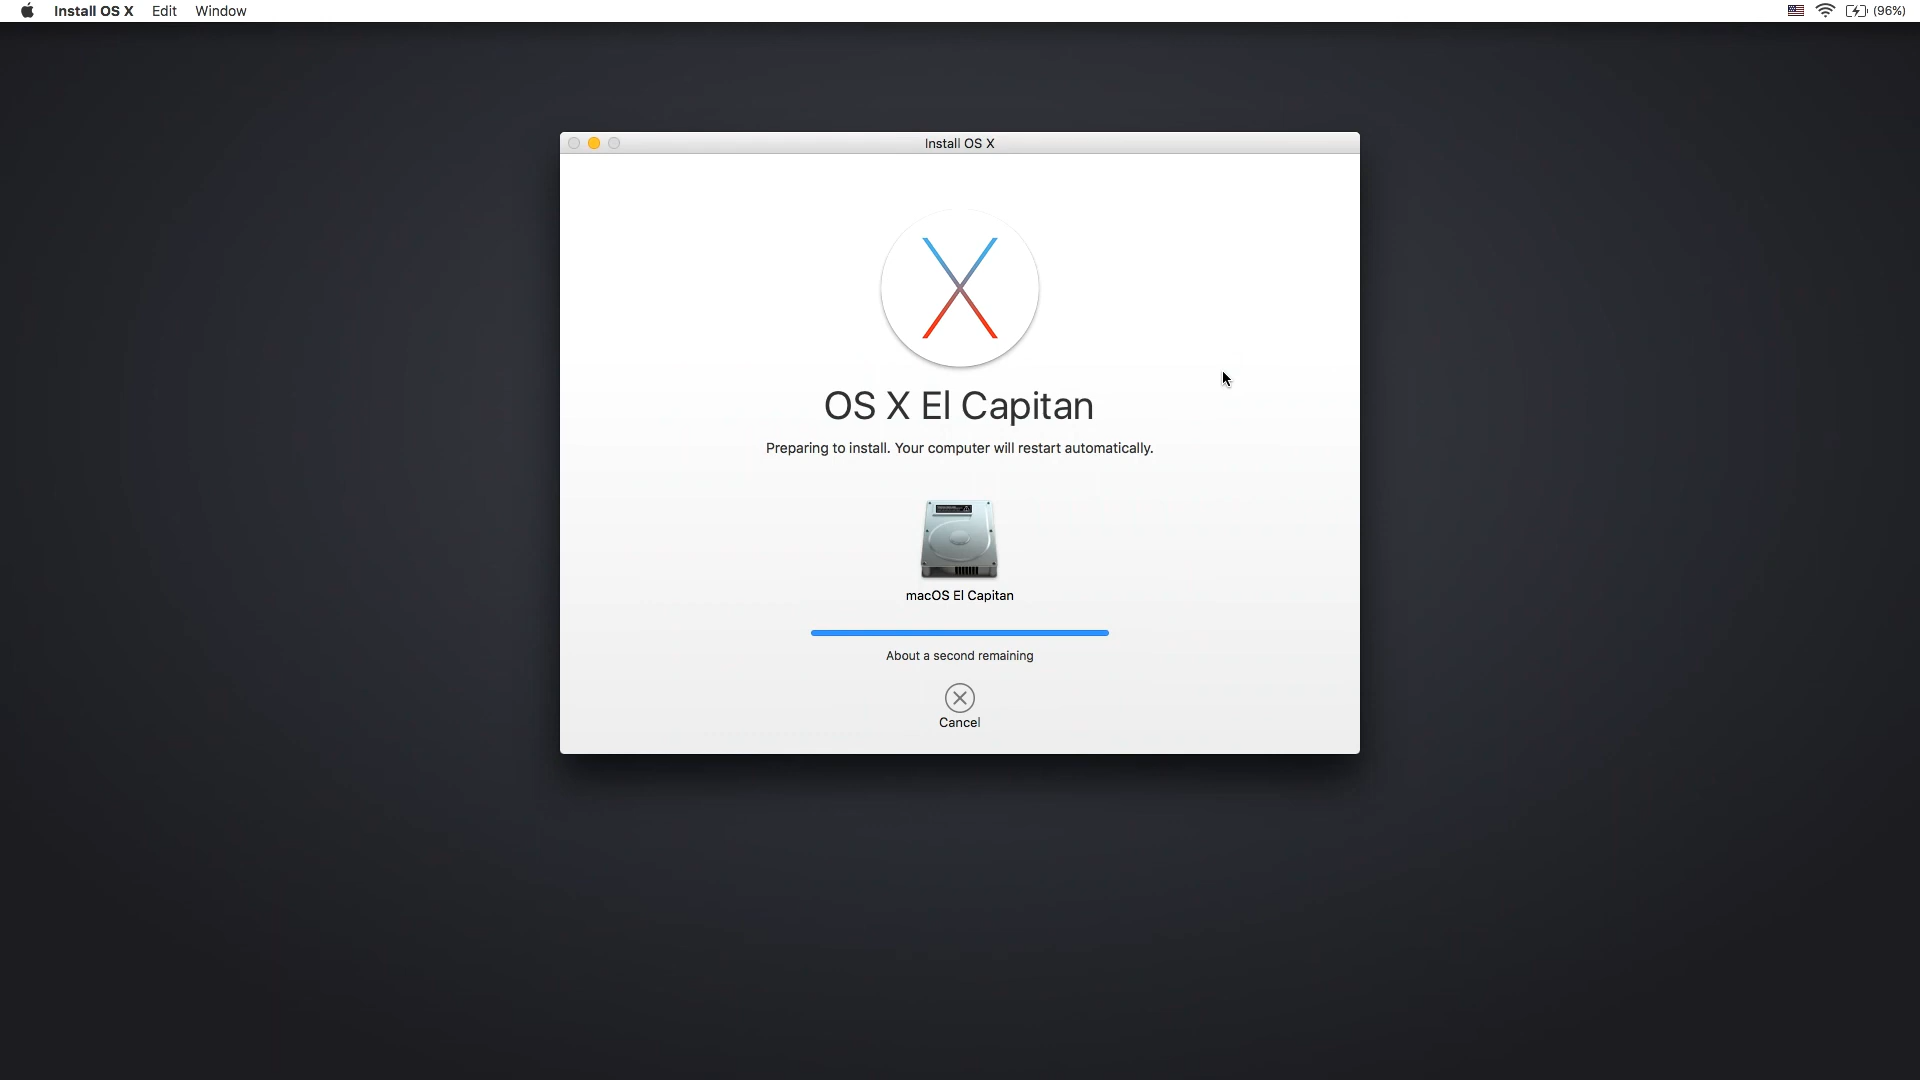 Install OS X Edit Window (96%)
Install OS X
OS X El Capitan
Preparing to install. Your computer will restart automatically.
macOS El Capitan
About a second remaining
Cancel